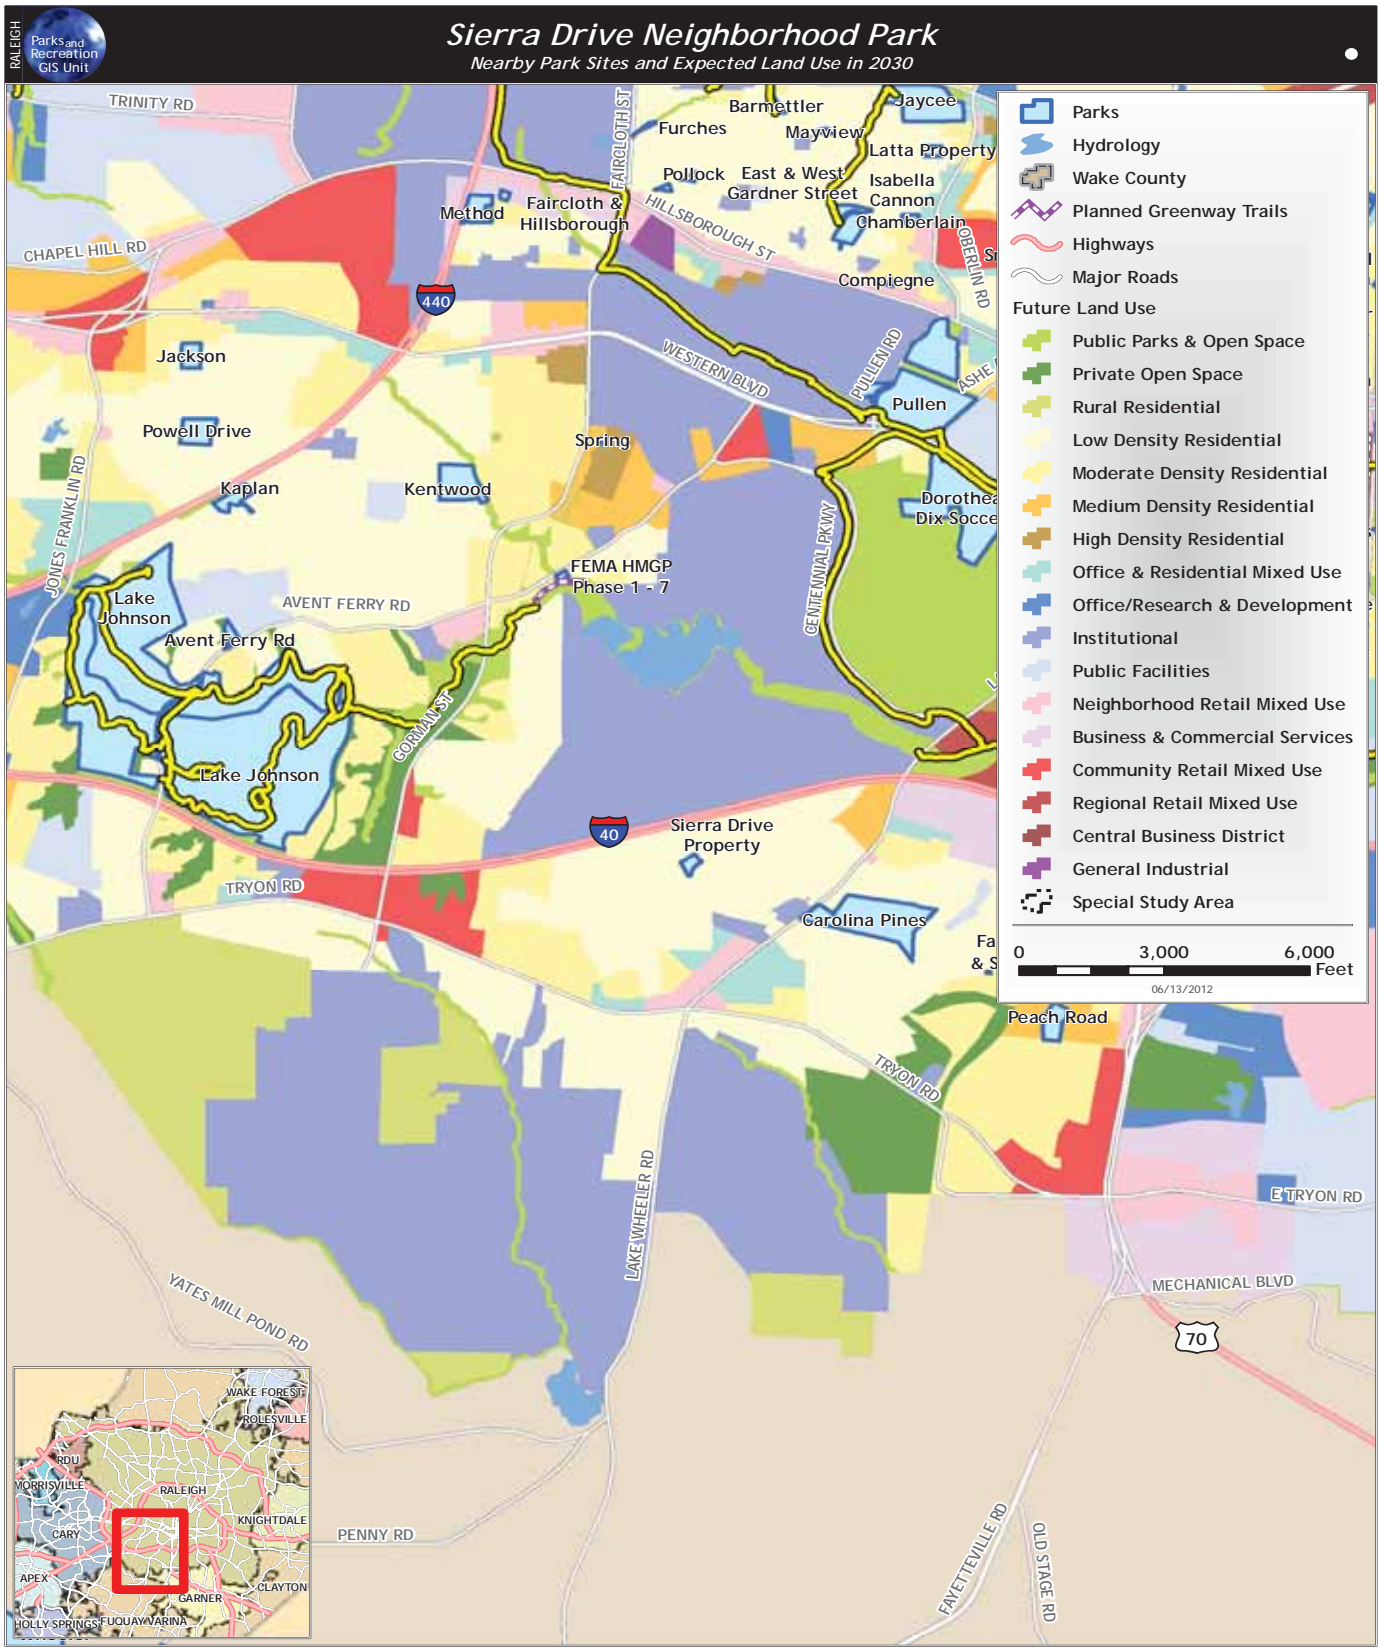 RALEIGH
Parks and
Recreation
GIS Unit
Sierra Drive Neighborhood Park
Nearby Park Sites and Expected Land Use in 2030
TRINITY RD
FAIRCLOTH ST
Barmettler
Jaycee
Furches
Mayview
Latta Property
Pollock
East & West
Gardner Street
Isabella
Cannon
Method
Faircloth &
Hillsborough
HILLSBOROUGH ST
Chamberlain
OBERLIN RD
CHAPEL HILL RD
Compiegne
440
Jackson
WESTERN BLVD
PULLEN RD
ASHE
Pullen
Powell Drive
Spring
JONES FRANKLIN RD
Kaplan
Kentwood
Dorothea
Dix Socce
CENTENNIAL PKWY
FEMA HMGP
Phase 1 - 7
Lake
Johnson
AVENT FERRY RD
Avent Ferry Rd
GORMAN ST
Lake Johnson
40
Sierra Drive
Property
TRYON RD
Carolina Pines
Fa
& S
Peach Road
TRYON RD
LAKE WHEELER RD
E TRYON RD
YATES MILL POND RD
MECHANICAL BLVD
70
PENNY RD
FAYETTEVILLE RD
OLD STAGE RD
Parks
Hydrology
Wake County
Planned Greenway Trails
Highways
Major Roads
Future Land Use
Public Parks & Open Space
Private Open Space
Rural Residential
Low Density Residential
Moderate Density Residential
Medium Density Residential
High Density Residential
Office & Residential Mixed Use
Office/Research & Development
Institutional
Public Facilities
Neighborhood Retail Mixed Use
Business & Commercial Services
Community Retail Mixed Use
Regional Retail Mixed Use
Central Business District
General Industrial
Special Study Area
0 3,000 6,000
Feet
06/13/2012
WAKE FOREST
ROLESVILLE
RDU
MORRISVILLE
RALEIGH
KNIGHTDALE
CARY
APEX
CLAYTON
GARNER
HOLLY SPRINGS
FUQUAY VARINA